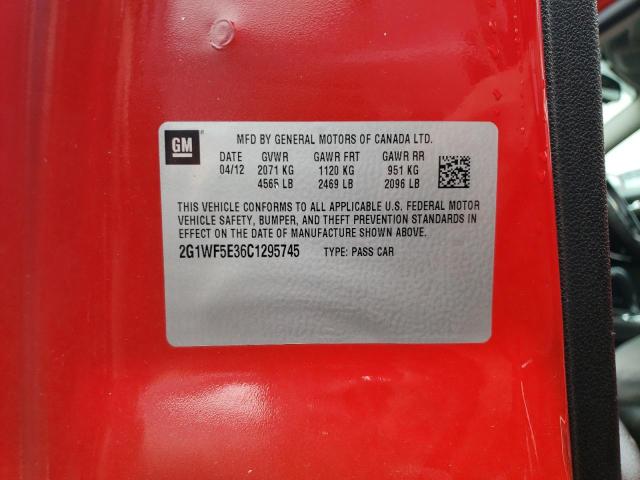 GM
MFD BY GENERAL MOTORS OF CANADA LTD.
DATE GVWR GAWR FRT GAWR RR
04/12 2071 KG 1120 KG 951 KG
4565 LB 2469 LB 2096 LB
THIS VEHICLE CONFORMS TO ALL APPLICABLE U.S. FEDERAL MOTOR
VEHICLE SAFETY, BUMPER, AND THEFT PREVENTION STANDARDS IN
EFFECT ON THE DATE OF MANUFACTURE SHOWN ABOVE.
2G1WF5E36C1295745 TYPE: PASS CAR